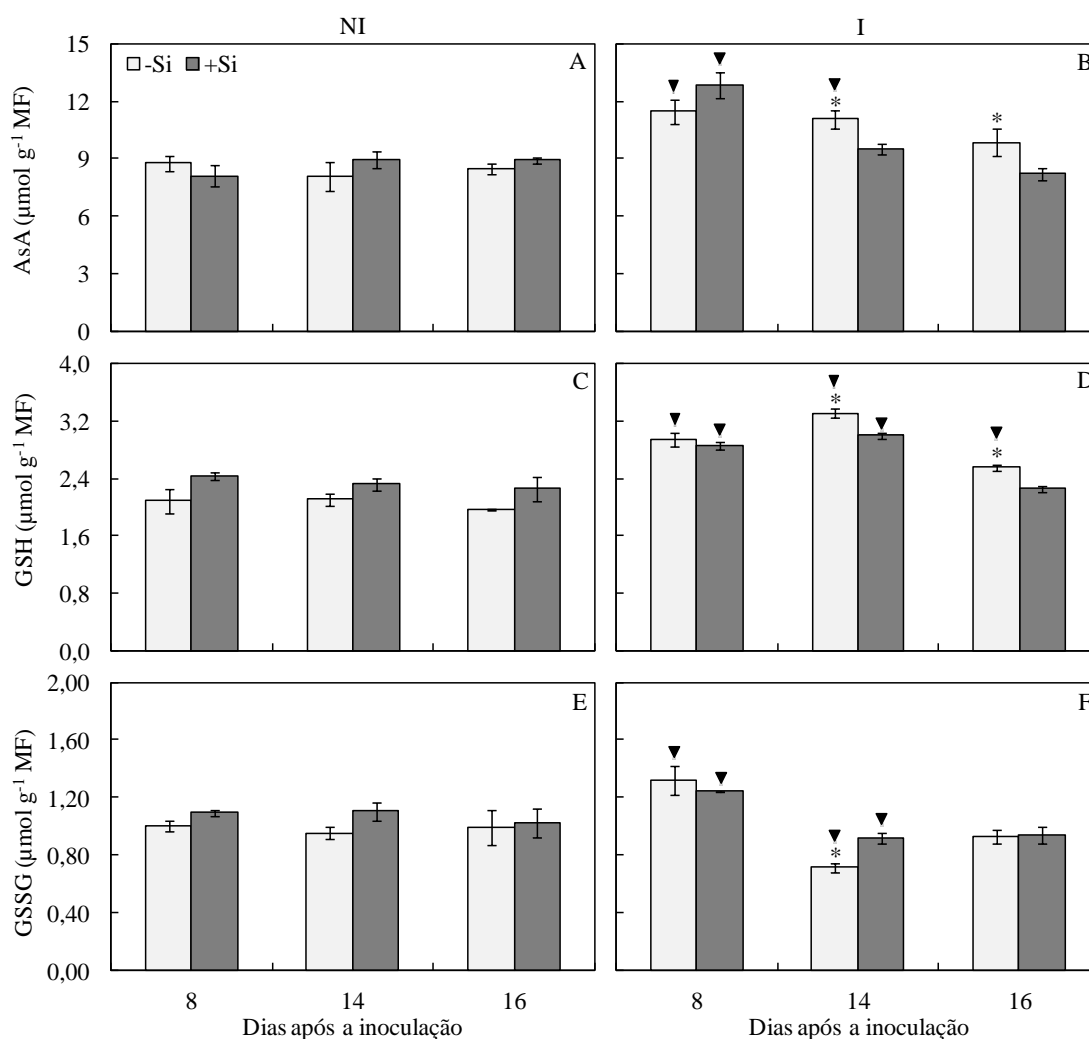 NI
I
AsA (µmol g-1 MF)
15
12
9
6
3
0
-Si +Si
A
B
* *
GSH (µmol g-1 MF)
4,0
3,2
2,4
1,6
0,8
0,0
C
D
* *
GSSG (µmol g-1 MF)
2,00
1,60
1,20
0,80
0,40
0,00
E
F
*
8 14 16
8 14 16
Dias após a inoculação
Dias após a inoculação